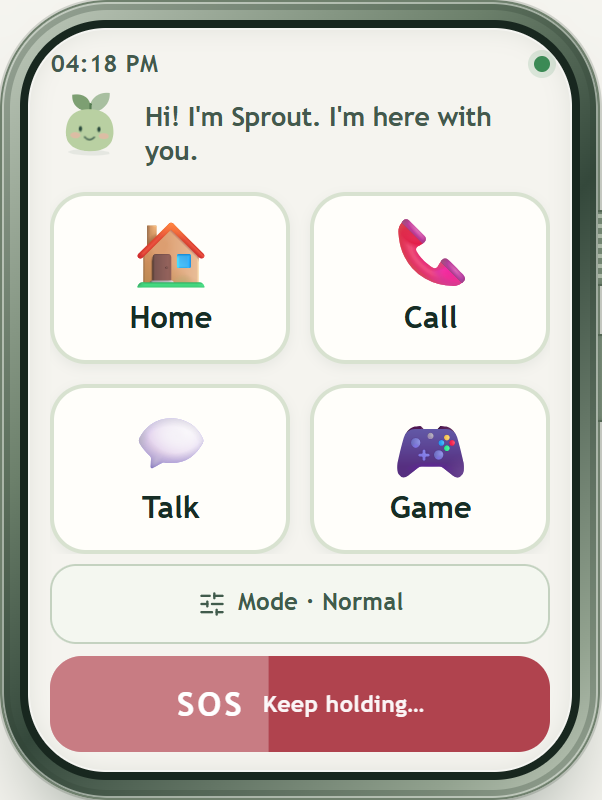 04:18 PM
Hi! I'm Sprout. I'm here with
you.
Home
Call
Talk
Game
Mode · Normal
SOS Keep holding…